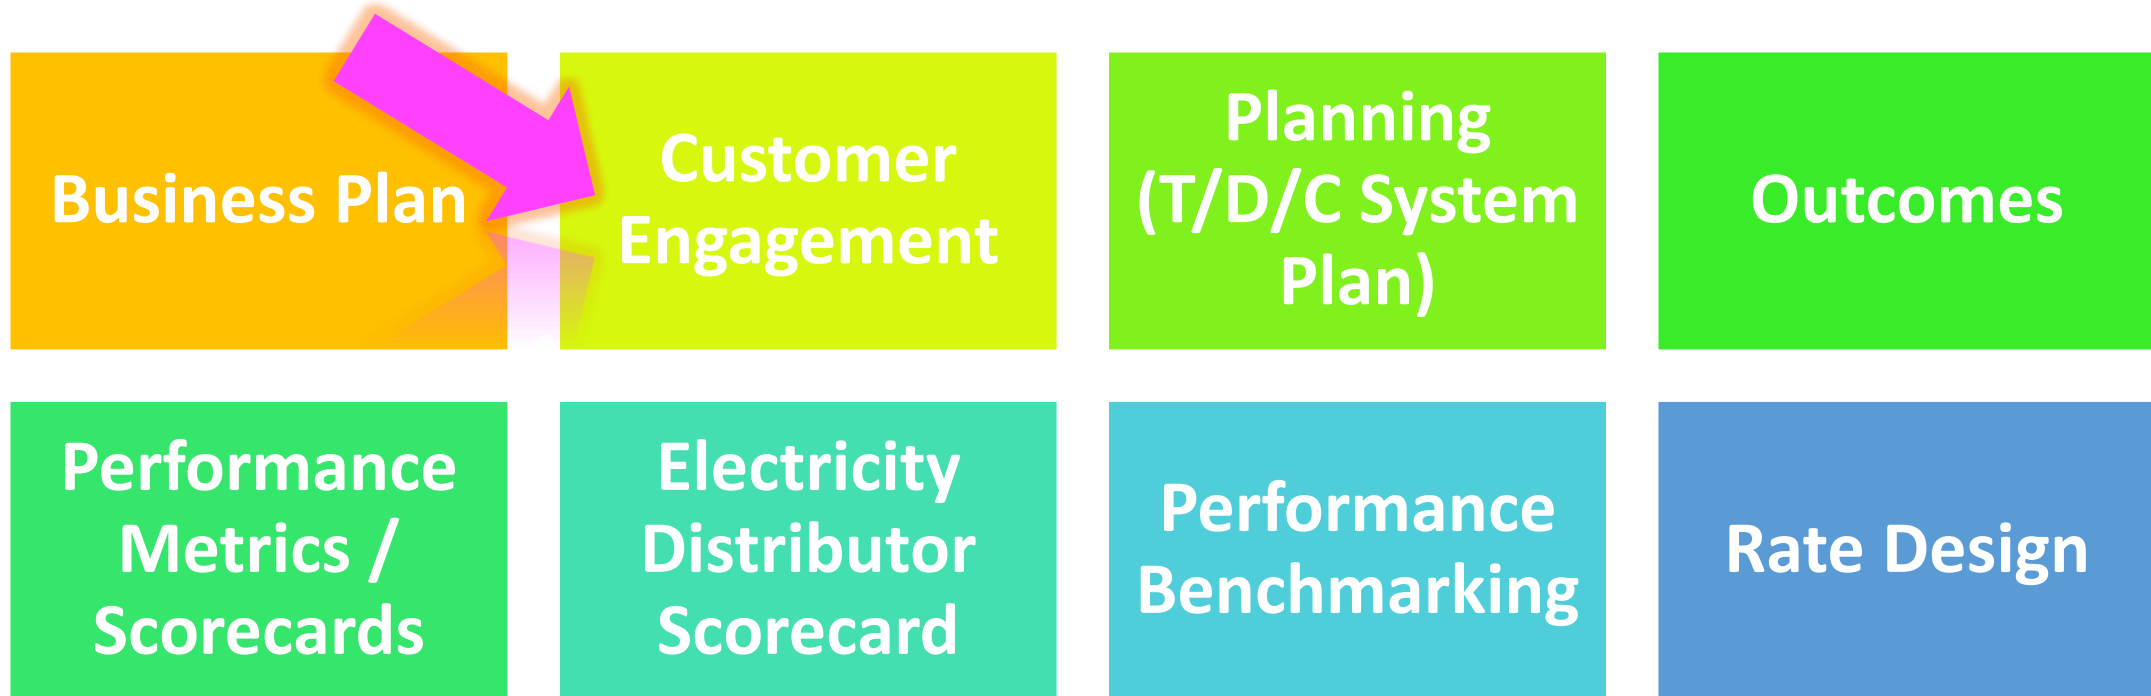 Business Plan
Customer
Engagement
Planning
(T/D/C System
Plan)
Outcomes
Performance
Metrics /
Scorecards
Electricity
Distributor
Scorecard
Performance
Benchmarking
Rate Design